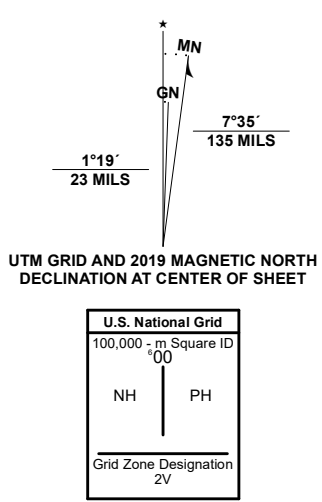 ★
MN
GN
7°35´
135 MILS
1°19´
23 MILS
UTM GRID AND 2019 MAGNETIC NORTH
DECLINATION AT CENTER OF SHEET
U.S. National Grid
100,000 - m Square ID
⁶00
NH PH
Grid Zone Designation
2V